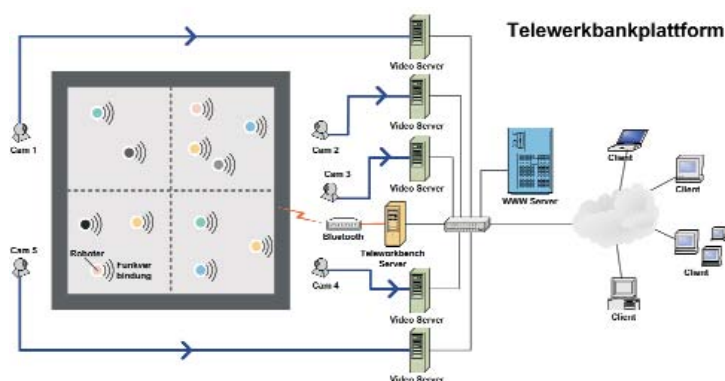 Telewerkbankplattform
Video Server
Cam 1
Video Server
Cam 2
Cam 3
Video Server
Client
Client
WWW Server
Bluetooth
Teleworkbench
Server
Roboter
Funkver
bindung
Cam 5
Cam 4
Client
Video Server
Client
Video Server